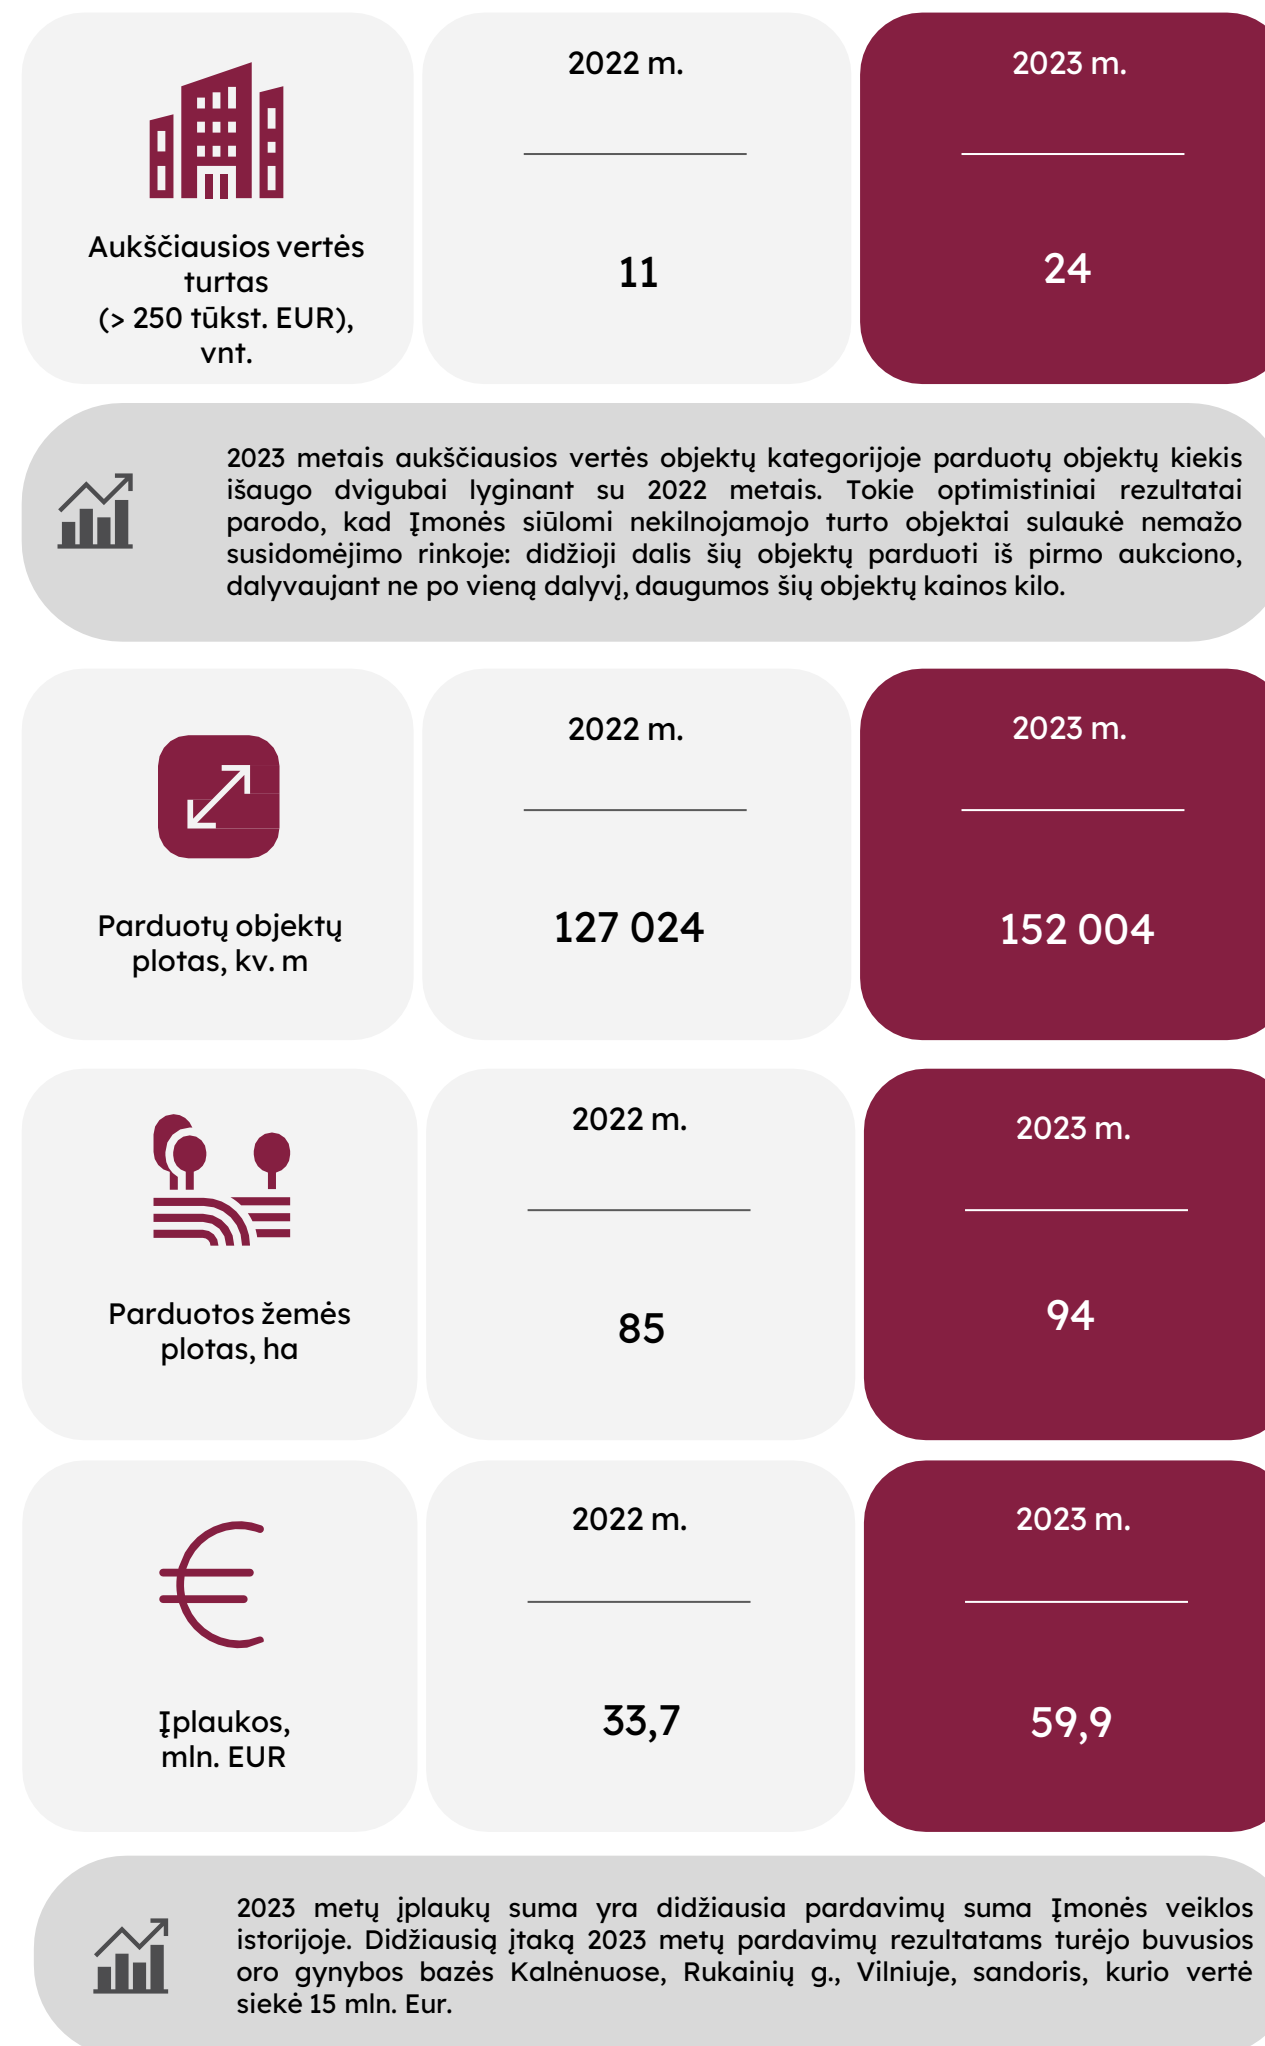 2022 m.
2023 m.
Aukščiausios vertės
turtas
(> 250 tūkst. EUR),
vnt.
11
24
2023 metais aukščiausios vertės objektų kategorijoje parduotų objektų kiekis
išaugo dvigubai lyginant su 2022 metais. Tokie optimistiniai rezultatai
parodo, kad Įmonės siūlomi nekilnojamojo turto objektai sulaukė nemažo
susidomėjimo rinkoje: didžioji dalis šių objektų parduoti iš pirmo aukciono,
dalyvaujant ne po vieną dalyvį, daugumos šių objektų kainos kilo.
2022 m.
2023 m.
Parduotų objektų
plotas, kv. m
127 024
152 004
2022 m.
2023 m.
Parduotos žemės
plotas, ha
85
94
2022 m.
2023 m.
Įplaukos,
mln. EUR
33,7
59,9
2023 metų įplaukų suma yra didžiausia pardavimų suma Įmonės veiklos
istorijoje. Didžiausią įtaką 2023 metų pardavimų rezultatams turėjo buvusios
oro gynybos bazės Kalnėnuose, Rukainių g., Vilniuje, sandoris, kurio vertė
siekė 15 mln. Eur.